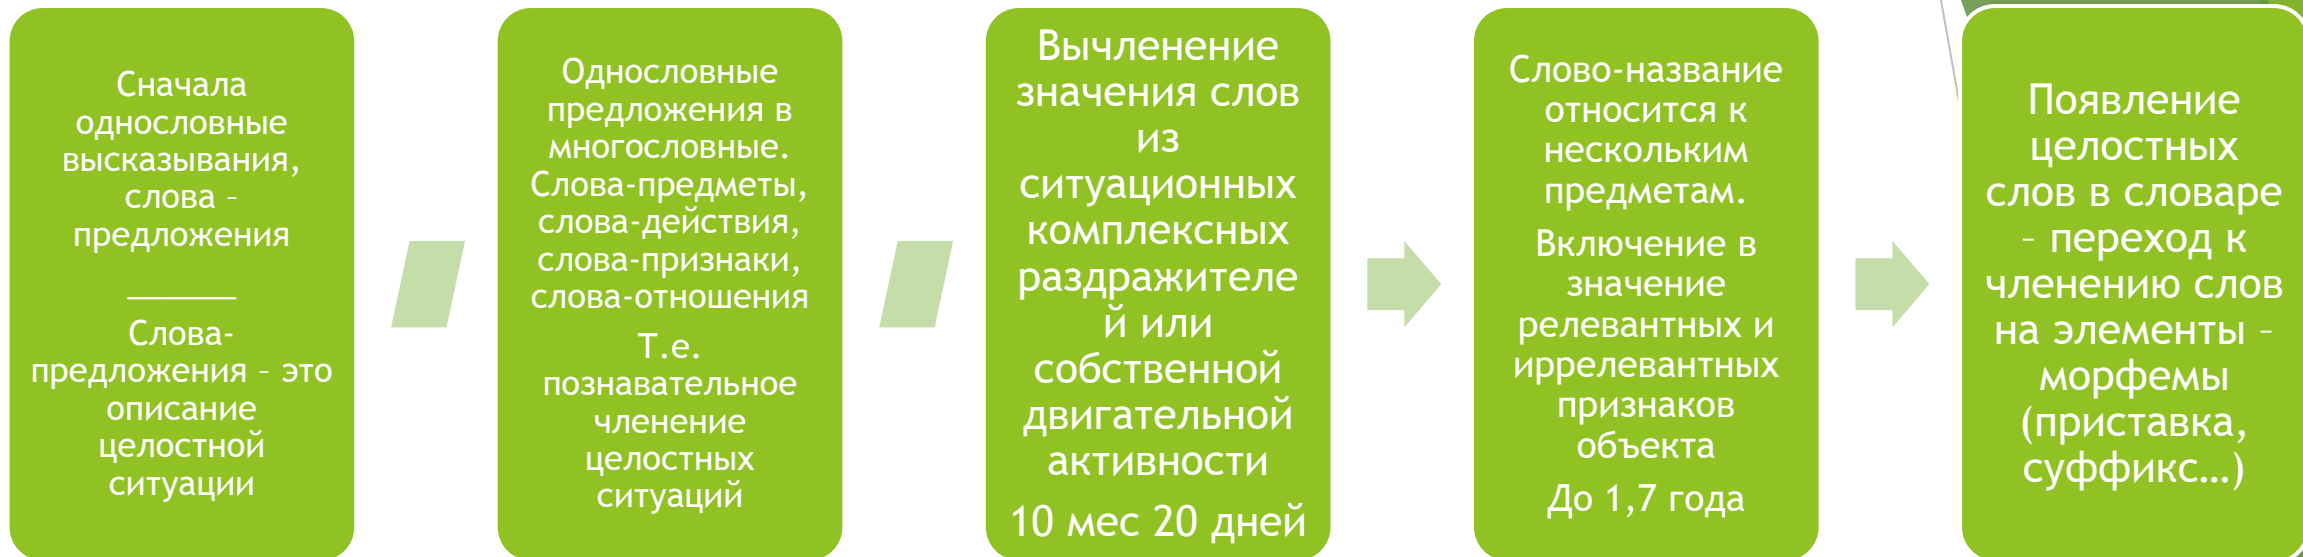 Сначала
однословные
высказывания,
слова –
предложения
______
Слова-
предложения – это
описание
целостной
ситуации
Однословные
предложения в
многословные.
Слова-предметы,
слова-действия,
слова-признаки,
слова-отношения
Т.е.
познавательное
членение
целостных
ситуаций
Вычленение
значения слов
из
ситуационных
комплексных
раздражителе
й или
собственной
двигательной
активности
10 мес 20 дней
Слово-название
относится к
нескольким
предметам.
Включение в
значение
релевантных и
иррелевантных
признаков
объекта
До 1,7 года
Появление
целостных
слов в словаре
– переход к
членению слов
на элементы –
морфемы
(приставка,
суффикс…)